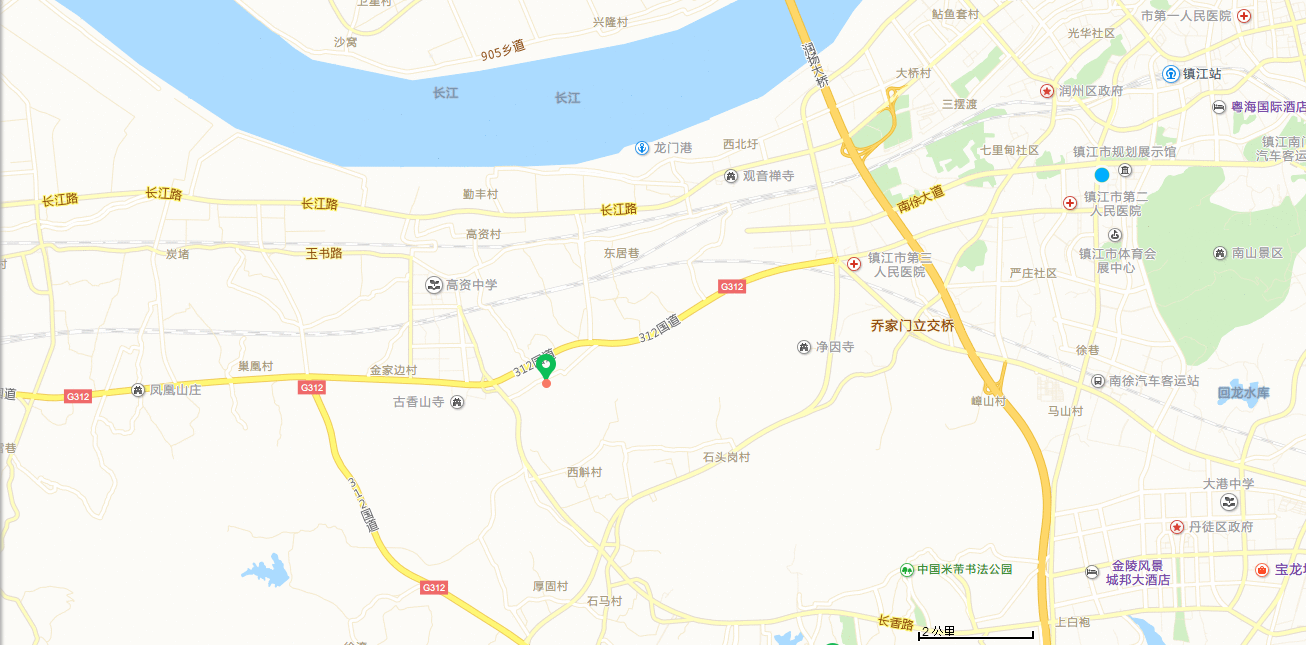 卫星村
兴隆村
沙窝
905乡道
鲇鱼套村
市第一人民医院
光华社区
润扬大桥
大桥村
镇江站
长江
长江
润州区政府
粤海国际酒店
三摆渡
龙门港
西北圩
七里甸社区
镇江市规划展示馆
镇江南门
汽车客运
观音禅寺
长江路
长江路
长江路
长江路
勤丰村
南徐大道
镇江市第二
人民医院
高资村
炭堵
玉书路
东居巷
镇江市第三
人民医院
镇江市体育会
展中心
南山景区
村
高资中学
G312
严庄社区
312国道
乔家门立交桥
净因寺
徐巷
312国道
巢凰村
金家边村
南徐汽车客运站
国道
G312
凤凰山庄
G312
古香山寺
嶂山村
马山村
回龙水库
石头岗村
西斛村
大港中学
312国道
丹徒区政府
中国米芾书法公园
金陵风景
城邦大酒店
宝龙
G312
厚固村
石马村
长香路
上白袍
2公里